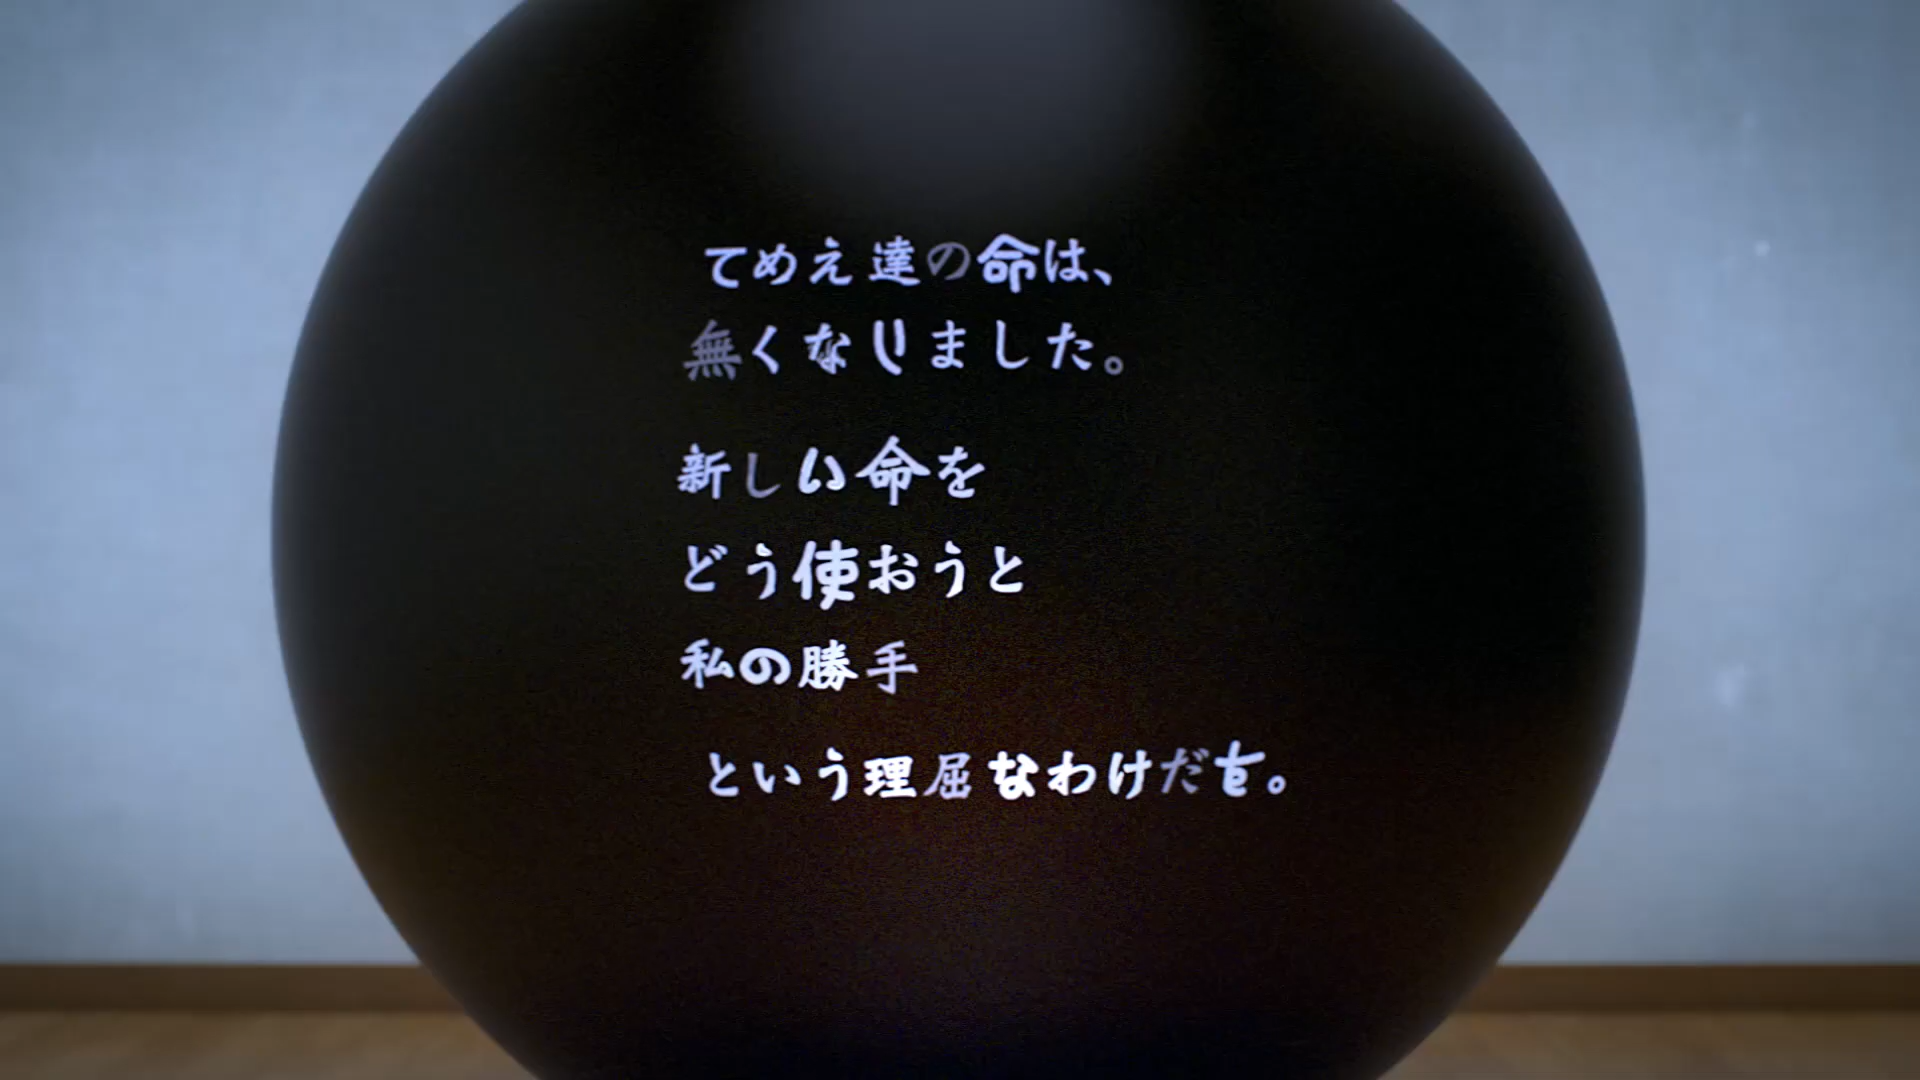 てめえ達の命は、
無くなりました。
新しい命を
どう使おうと
私の勝手
という理屈なわけだを。